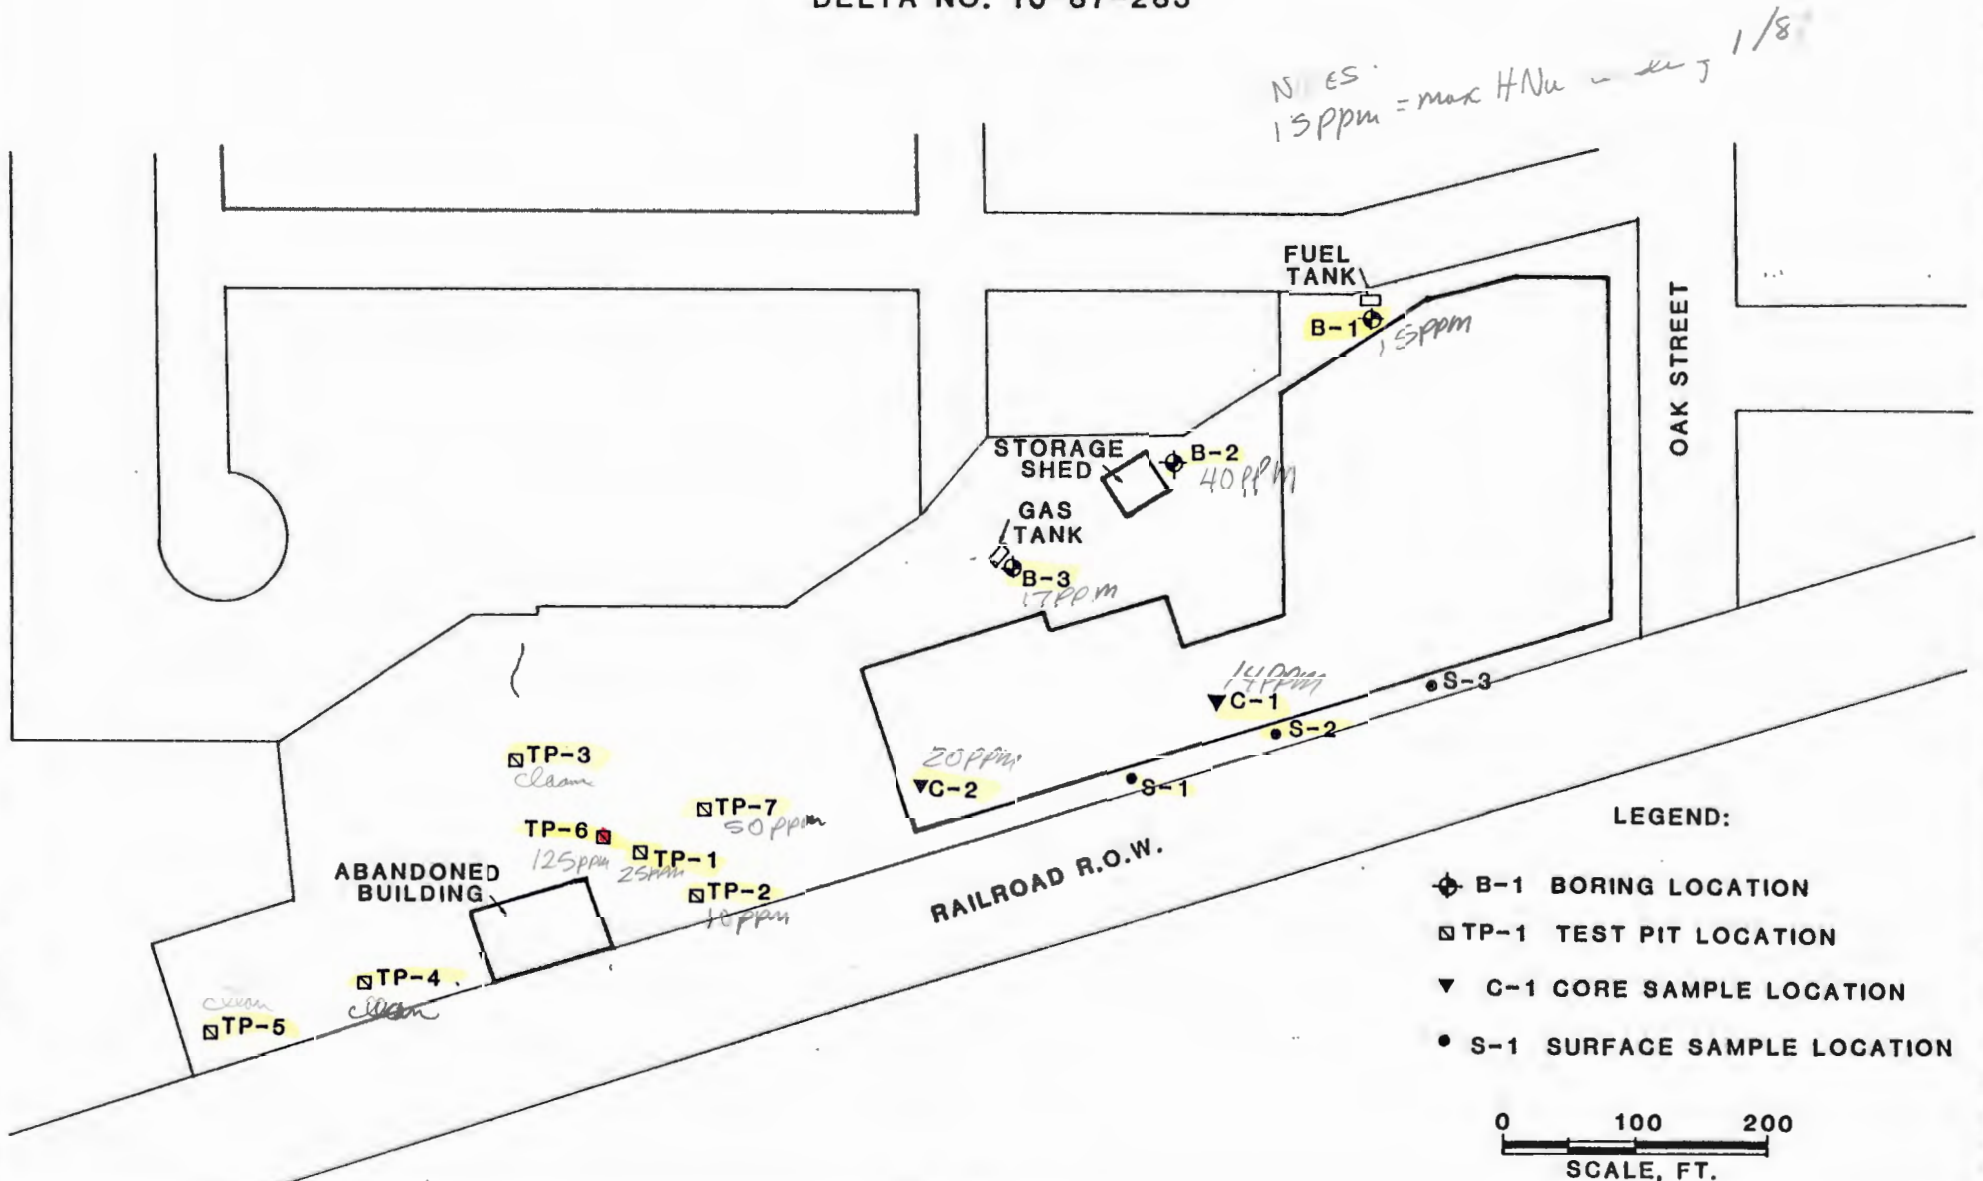 DELTA NO. 10-87-285
1/8
15ppm = max HNu
FUEL
TANK
B-1
15ppm
OAK STREET
STORAGE
SHED
B-2
40ppm
GAS
TANK
B-3
17ppm
14ppm
C-1
S-3
S-2
20ppm
C-2
S-1
TP-3
clean
TP-7
50ppm
TP-6
125ppm
TP-1
25ppm
TP-2
10ppm
ABANDONED
BUILDING
RAILROAD R.O.W.
TP-4
clean
clean
TP-5
LEGEND:
B-1 BORING LOCATION
TP-1 TEST PIT LOCATION
C-1 CORE SAMPLE LOCATION
S-1 SURFACE SAMPLE LOCATION
0 100 200
SCALE, FT.